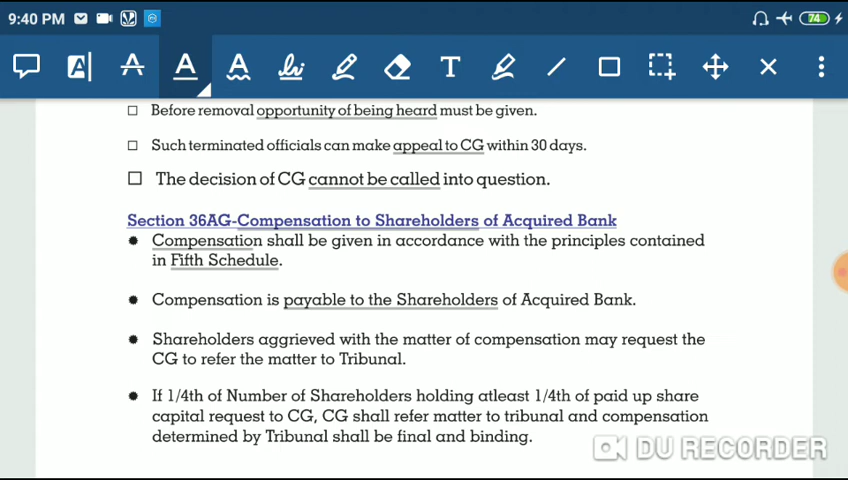 9:40 PM 74
A A A A T
Before removal opportunity of being heard must be given.
Such terminated officials can make appeal to CG within 30 days.
The decision of CG cannot be called into question.
Section 36AG-Compensation to Shareholders of Acquired Bank
Compensation shall be given in accordance with the principles contained
in Fifth Schedule.
Compensation is payable to the Shareholders of Acquired Bank.
Shareholders aggrieved with the matter of compensation may request the
CG to refer the matter to Tribunal.
If 1/4th of Number of Shareholders holding atleast 1/4th of paid up share
capital request to CG, CG shall refer matter to tribunal and compensation
determined by Tribunal shall be final and binding.
DU RECORDER